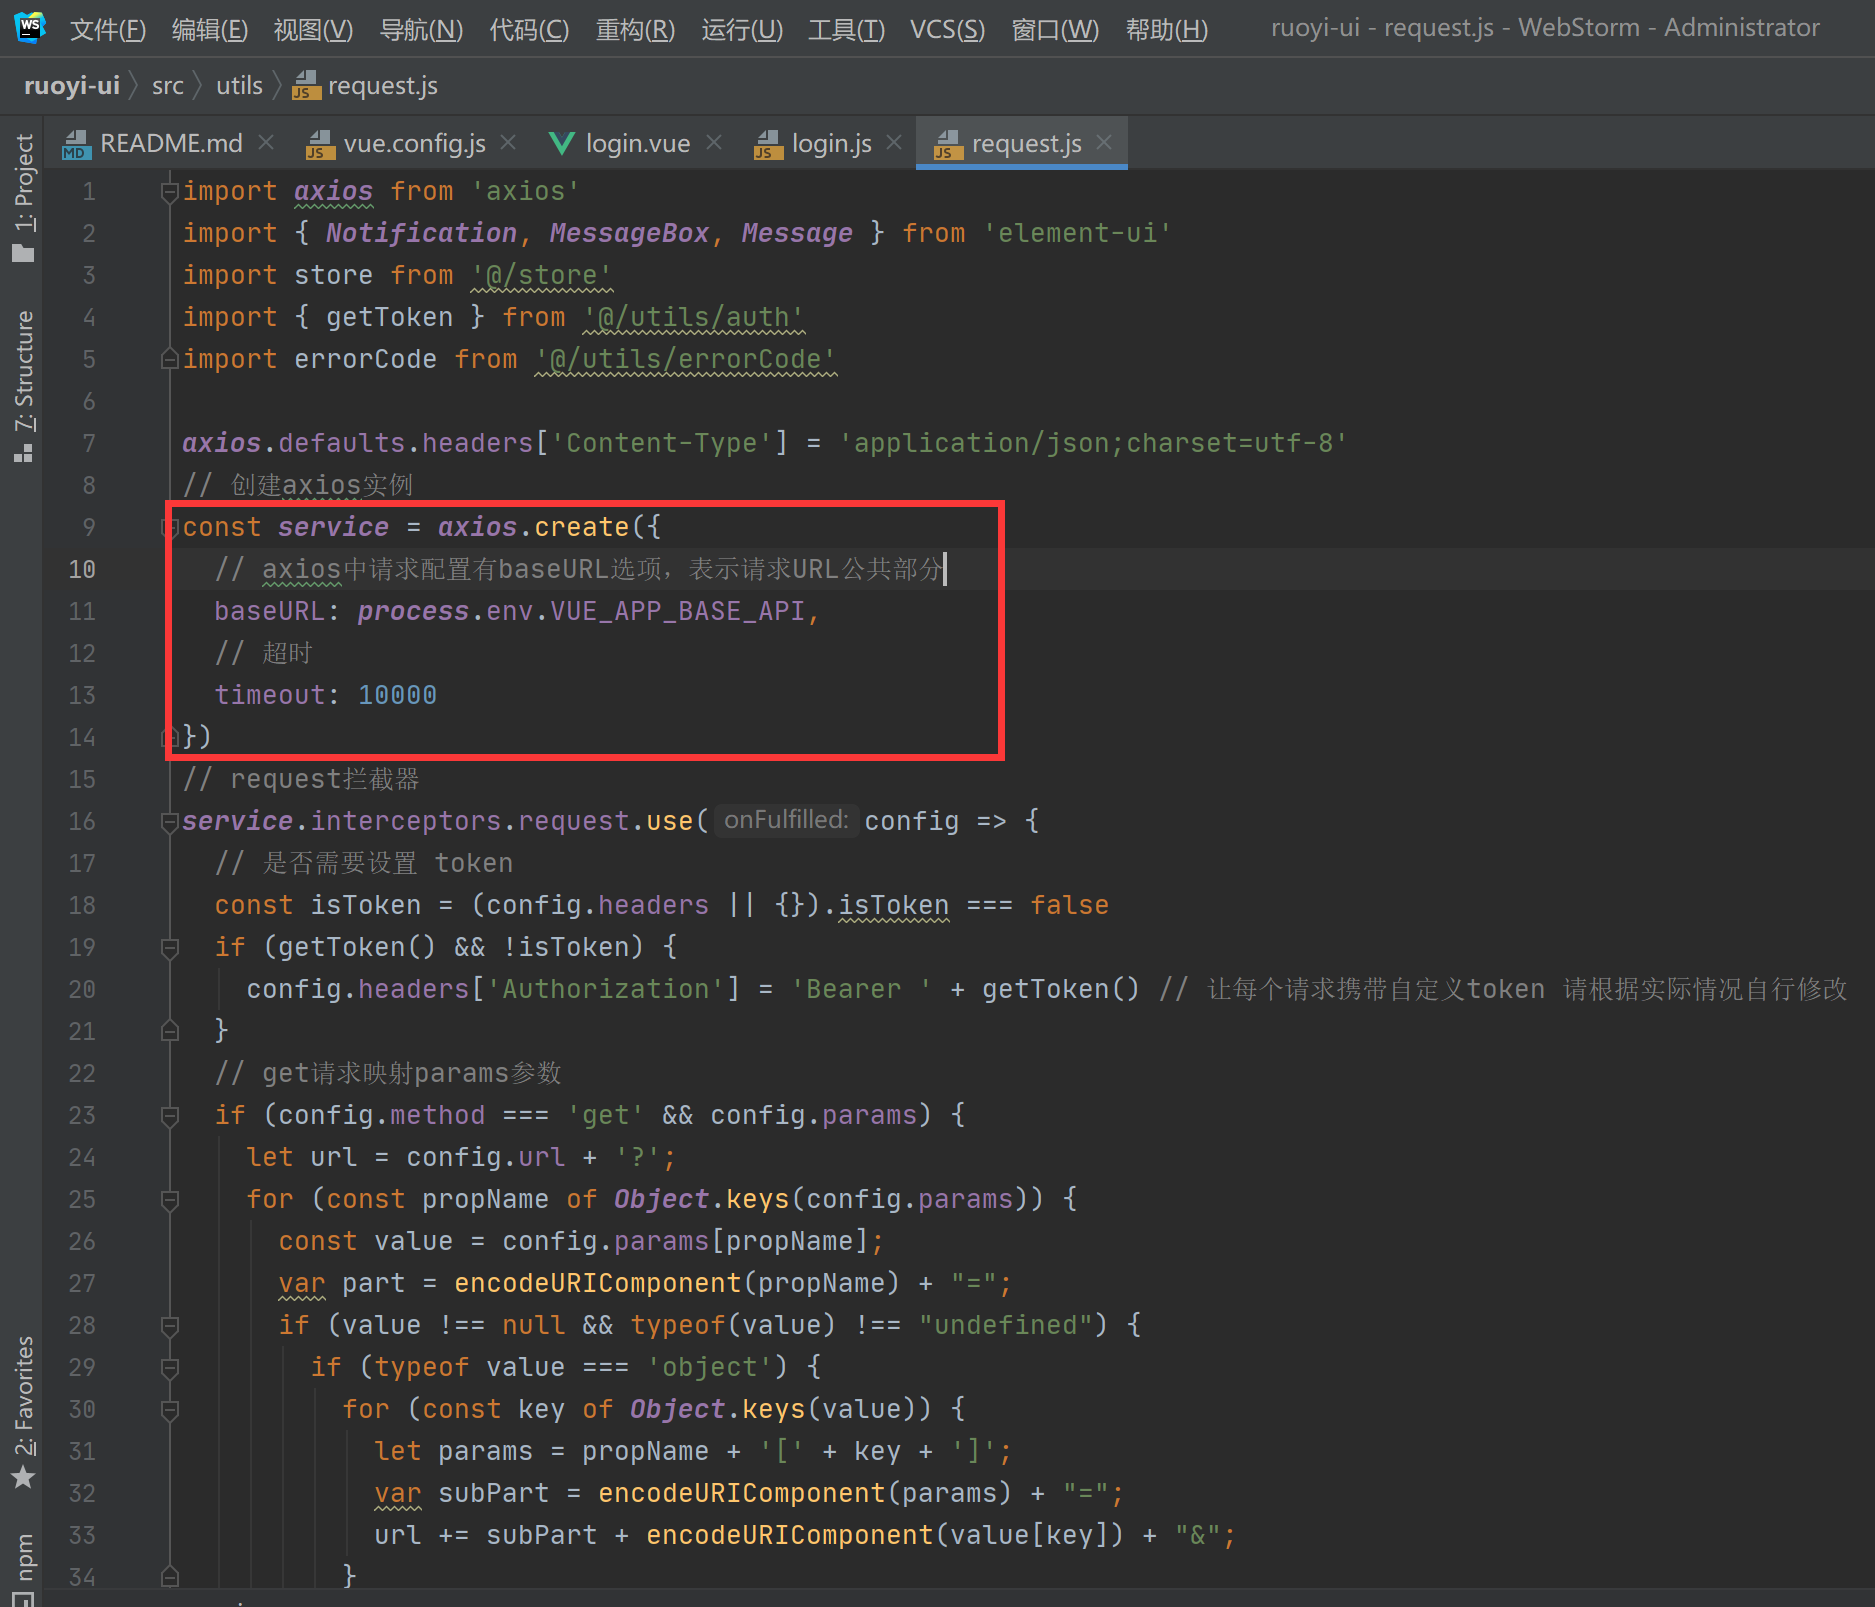 WS 文件(F) 编辑(E) 视图(V) 导航(N) 代码(C) 重构(R) 运行(U) 工具(T) VCS(S) 窗口(W) 帮助(H) ruoyi-ui - request.js - WebStorm - Administrator
ruoyi-ui src utils JS request.js
MD README.md JS vue.config.js login.vue JS login.js JS request.js
1: Project
7: Structure
2: Favorites
npm
1 import axios from 'axios'
2 import { Notification, MessageBox, Message } from 'element-ui'
3 import store from '@/store'
4 import { getToken } from '@/utils/auth'
5 import errorCode from '@/utils/errorCode'
6
7 axios.defaults.headers['Content-Type'] = 'application/json;charset=utf-8'
8 // 创建axios实例
9 const service = axios.create({
10   // axios中请求配置有baseURL选项，表示请求URL公共部分
11   baseURL: process.env.VUE_APP_BASE_API,
12   // 超时
13   timeout: 10000
14 })
15 // request拦截器
16 service.interceptors.request.use( onFulfilled: config => {
17   // 是否需要设置 token
18   const isToken = (config.headers || {}).isToken === false
19   if (getToken() && !isToken) {
20     config.headers['Authorization'] = 'Bearer ' + getToken() // 让每个请求携带自定义token 请根据实际情况自行修改
21   }
22   // get请求映射params参数
23   if (config.method === 'get' && config.params) {
24     let url = config.url + '?';
25     for (const propName of Object.keys(config.params)) {
26       const value = config.params[propName];
27       var part = encodeURIComponent(propName) + "=";
28       if (value !== null && typeof(value) !== "undefined") {
29         if (typeof value === 'object') {
30           for (const key of Object.keys(value)) {
31             let params = propName + '[' + key + ']';
32             var subPart = encodeURIComponent(params) + "=";
33             url += subPart + encodeURIComponent(value[key]) + "&";
34           }